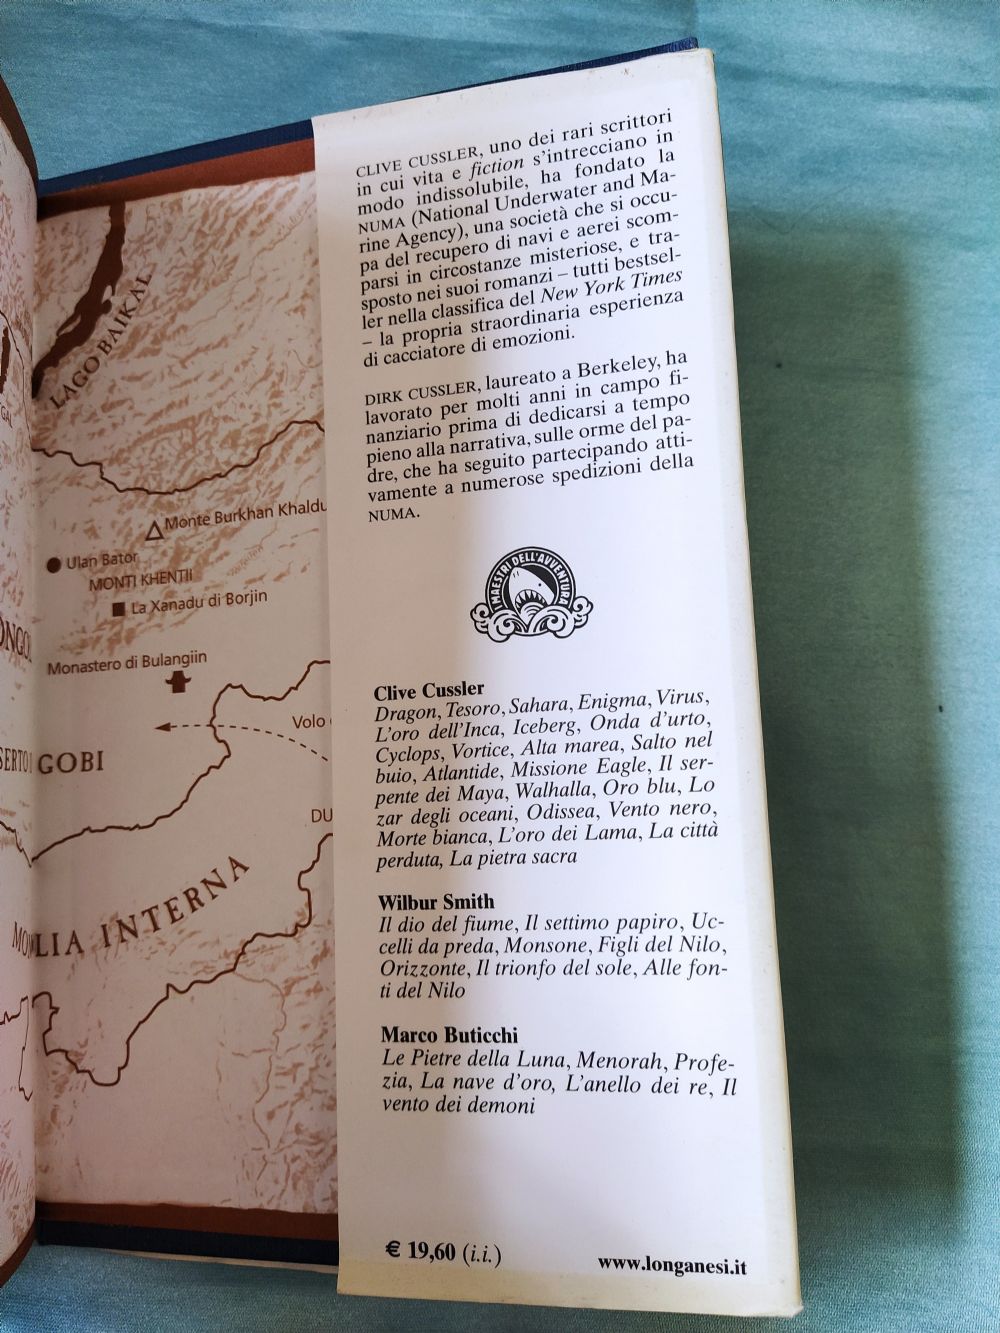 CLIVE CUSSLER, uno dei rari scrittori
in cui vita e fiction s'intrecciano in
modo indissolubile, ha fondato la
NUMA (National Underwater and Ma-
rine Agency), una società che si occu-
pa del recupero di navi e aerei scom-
parsi in circostanze misteriose, e tra-
sposto nei suoi romanzi – tutti bestsel-
ler nella classifica del New York Times
– la propria straordinaria esperienza
di cacciatore di emozioni.
DIRK CUSSLER, laureato a Berkeley, ha
lavorato per molti anni in campo fi-
nanziario prima di dedicarsi a tempo
pieno alla narrativa, sulle orme del pa-
dre, che ha seguito partecipando atti-
vamente a numerose spedizioni della
NUMA.
I MAESTRI DELL'AVVENTURA
Clive Cussler
Dragon, Tesoro, Sahara, Enigma, Virus,
L'oro dell'Inca, Iceberg, Onda d'urto,
Cyclops, Vortice, Alta marea, Salto nel
buio, Atlantide, Missione Eagle, Il ser-
pente dei Maya, Walhalla, Oro blu, Lo
zar degli oceani, Odissea, Vento nero,
Morte bianca, L'oro dei Lama, La città
perduta, La pietra sacra
Wilbur Smith
Il dio del fiume, Il settimo papiro, Uc-
celli da preda, Monsone, Figli del Nilo,
Orizzonte, Il trionfo del sole, Alle fon-
ti del Nilo
Marco Buticchi
Le Pietre della Luna, Menorah, Profe-
zia, La nave d'oro, L'anello dei re, Il
vento dei demoni
€ 19,60 (i.i.)
www.longanesi.it
LAGO BAIKAL
Monte Burkhan Khaldu
Ulan Bator
MONTI KHENTII
La Xanadu di Borjin
Monastero di Bulangiin
Volo
GOBI
DU
LIA INTERNA